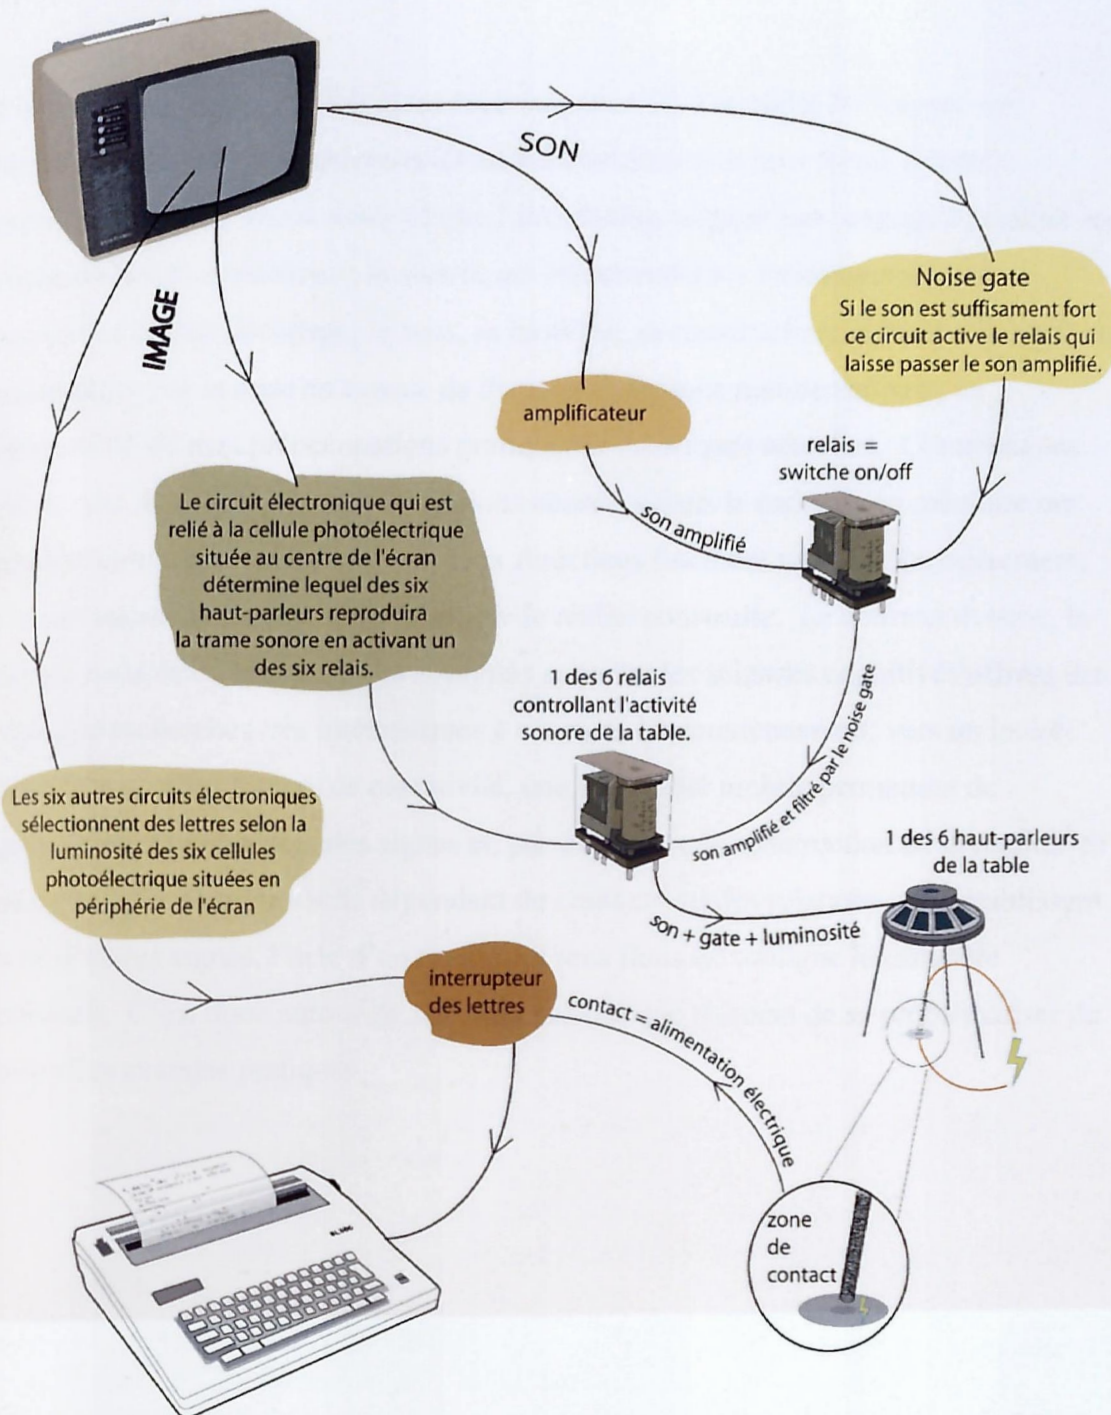 SON
IMAGE
Noise gate
Si le son est suffisament fort
ce circuit active le relais qui
laisse passer le son amplifié.
amplificateur
relais =
switche on/off
son amplifié
Le circuit électronique qui est
relié à la cellule photoélectrique
située au centre de l'écran
détermine lequel des six
haut-parleurs reproduira
la trame sonore en activant un
des six relais.
1 des 6 relais
controllant l'activité
sonore de la table.
son amplifié et filtré par le noise gate
Les six autres circuits électroniques
sélectionnent des lettres selon la
luminosité des six cellules
photoélectrique situées en
périphérie de l'écran
1 des 6 haut-parleurs
de la table
son + gate + luminosité
interrupteur
des lettres
contact = alimentation électrique
zone
de
contact